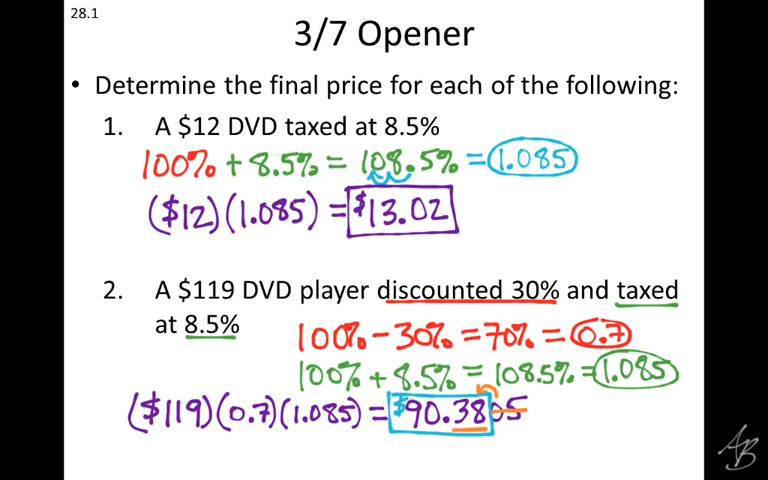 28.1
3/7 Opener
• Determine the final price for each of the following:
1. A $12 DVD taxed at 8.5%
100% + 8.5% = 108.5% = 1.085
($12)(1.085) = $13.02
2. A $119 DVD player discounted 30% and taxed
at 8.5%
100% - 30% = 70% = 0.7
100% + 8.5% = 108.5% = 1.085
($119)(0.7)(1.085) = $90.3805
AB